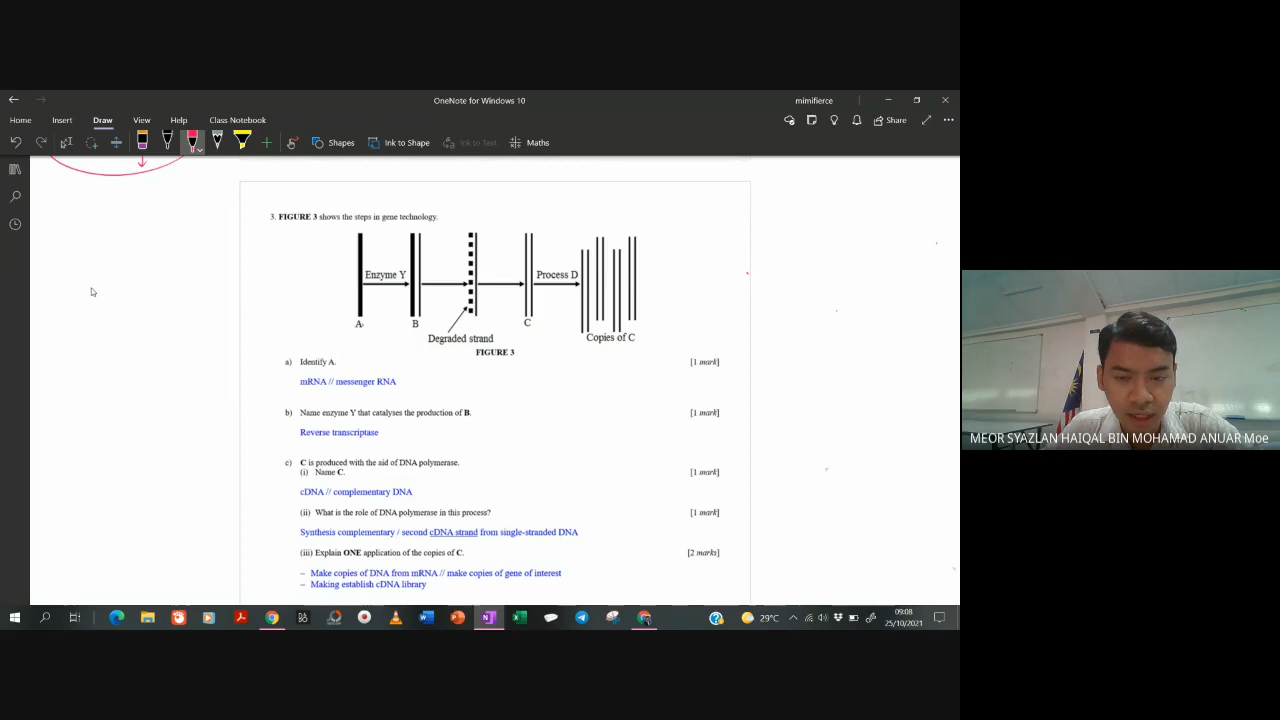 OneNote for Windows 10
mimifierce
Home Insert Draw View Help Class Notebook
Share
Shapes Ink to Shape Ink to Text Maths
3. FIGURE 3 shows the steps in gene technology.
Enzyme Y Process D
A B C
Degraded strand Copies of C
FIGURE 3
a) Identify A. [1 mark]
mRNA // messenger RNA
b) Name enzyme Y that catalyses the production of B. [1 mark]
Reverse transcriptase
c) C is produced with the aid of DNA polymerase.
(i) Name C. [1 mark]
cDNA // complementary DNA
(ii) What is the role of DNA polymerase in this process? [1 mark]
Synthesis complementary / second cDNA strand from single-stranded DNA
(iii) Explain ONE application of the copies of C. [2 marks]
– Make copies of DNA from mRNA // make copies of gene of interest
– Making establish cDNA library
29°C
09:08
25/10/2021
MEOR SYAZLAN HAIQAL BIN MOHAMAD ANUAR Moe